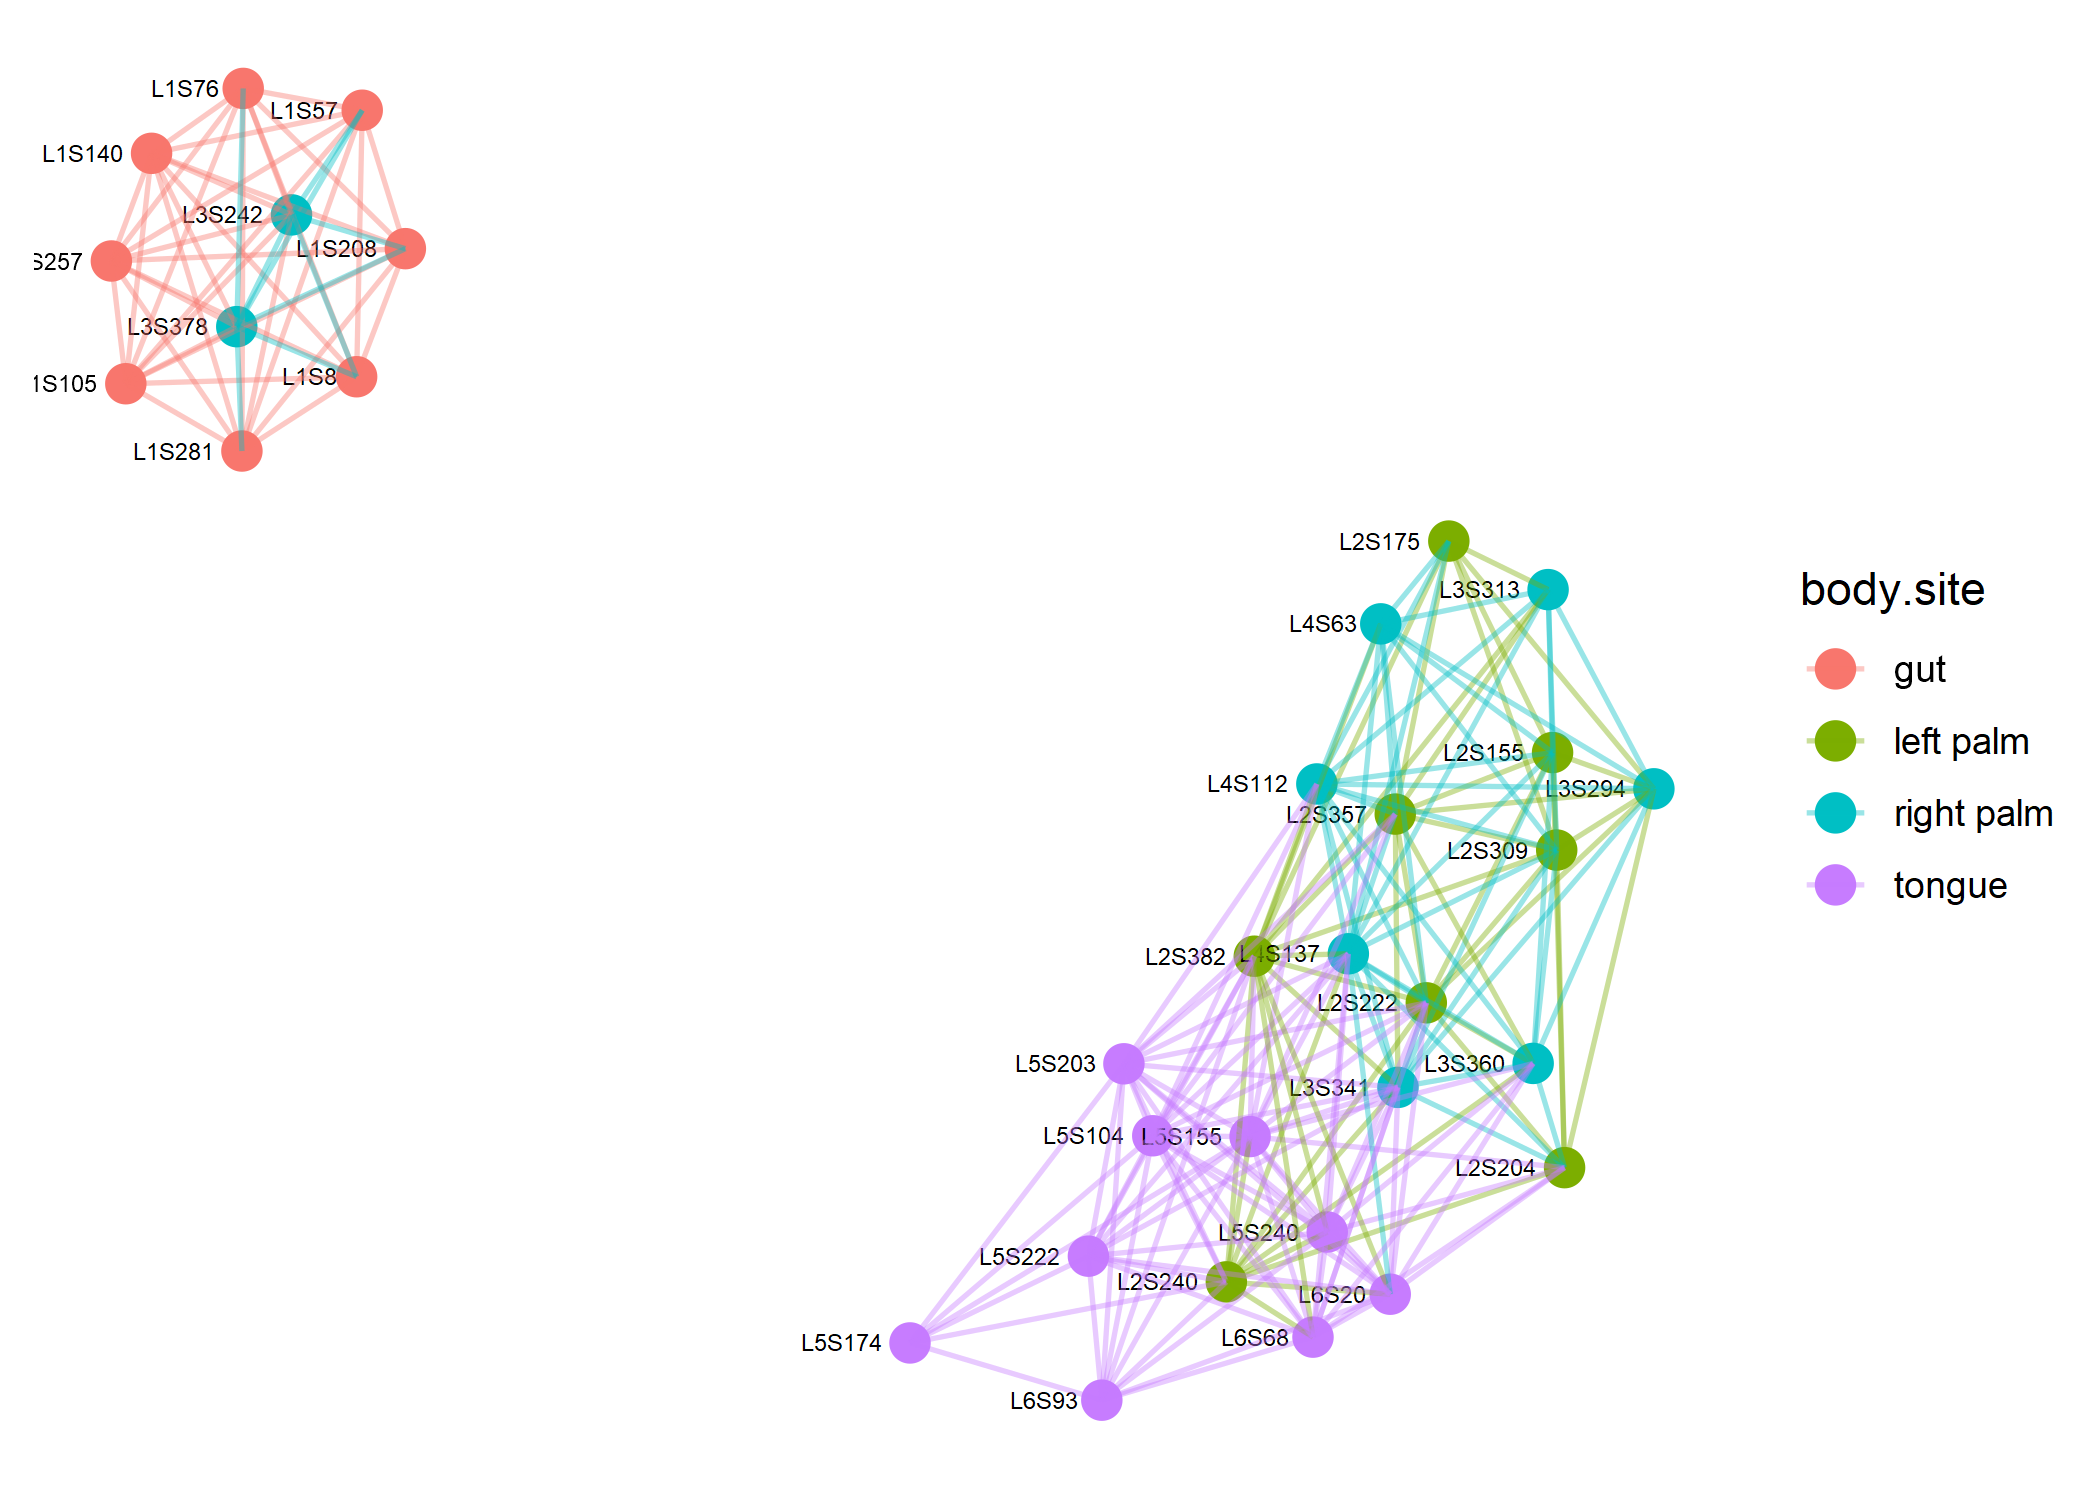 L1S76
L1S57
L1S140
L3S242
L1S208
S257
L3S378
L1S8
1S105
L1S281
L2S175
L3S313
L4S63
L2S155
L4S112
L3S294
L2S357
L2S309
L2S382
L4S137
L2S222
L5S203
L3S360
L3S341
L5S104
L5S155
L2S204
L5S240
L5S222
L2S240
L6S20
L6S68
L5S174
L6S93
body.site
gut
left palm
right palm
tongue